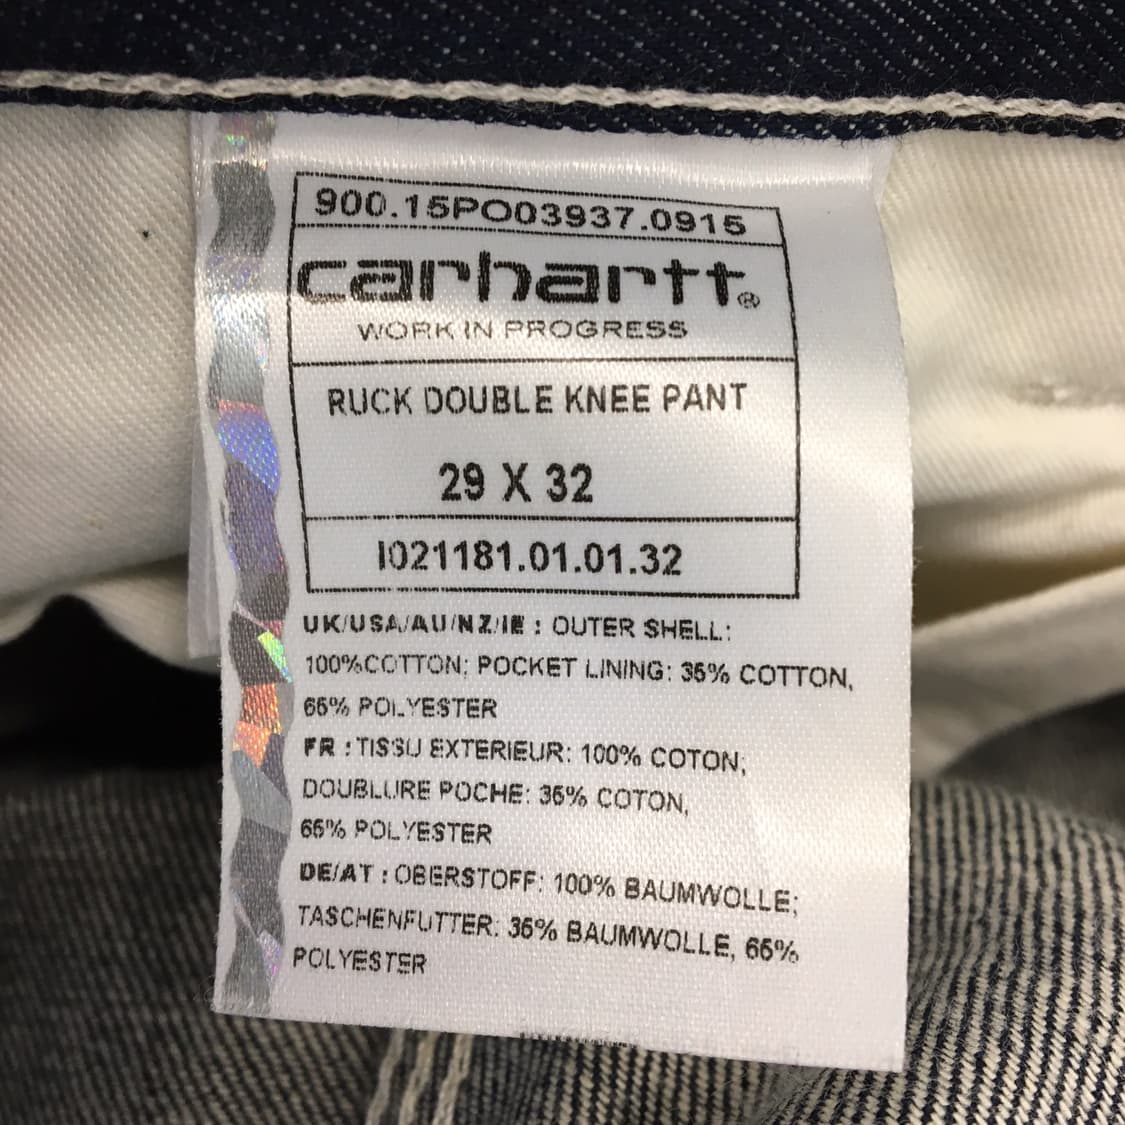 900.15PO03937.0915
carhartt®
WORK IN PROGRESS
RUCK DOUBLE KNEE PANT
29 X 32
I021181.01.01.32
UK/USA/AU/NZ/IE : OUTER SHELL:
100%COTTON; POCKET LINING: 35% COTTON,
65% POLYESTER
FR : TISSU EXTERIEUR: 100% COTON;
DOUBLURE POCHE: 35% COTON,
65% POLYESTER
DE/AT : OBERSTOFF: 100% BAUMWOLLE;
TASCHENFUTTER: 35% BAUMWOLLE, 65%
POLYESTER